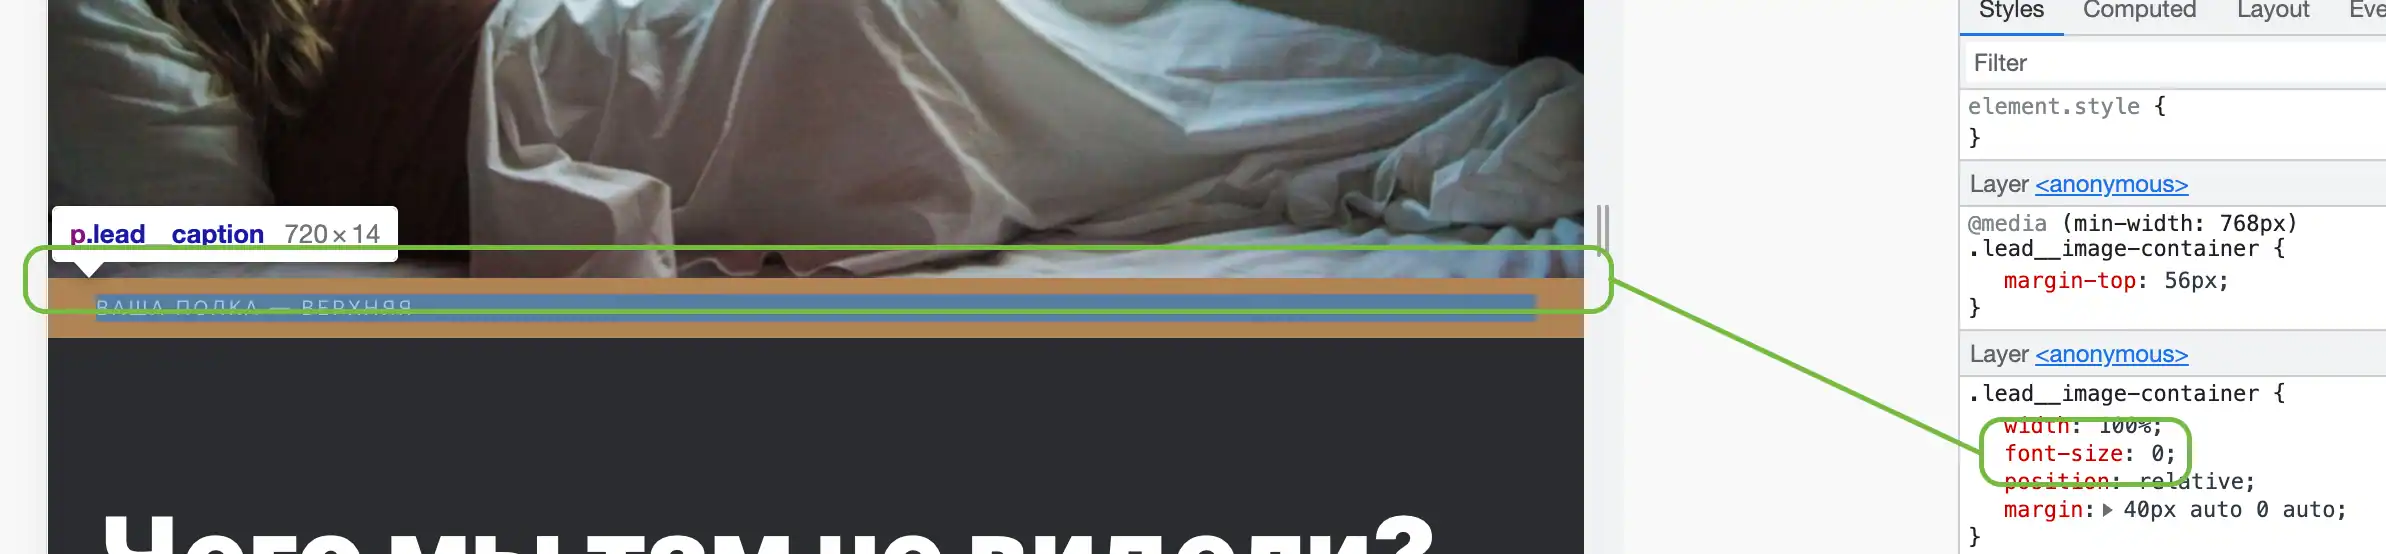 Styles Computed Layout Eve
Filter
element.style {
}
Layer <anonymous>
@media (min-width: 768px)
.lead__image-container {
margin-top: 56px;
}
Layer <anonymous>
.lead__image-container {
width: 100%;
font-size: 0;
position: relative;
margin: 40px auto 0 auto;
}
p.lead__caption 720×14
ВАША ПОЛКА — ВЕРХНЯЯ
Чего мы там не видели?